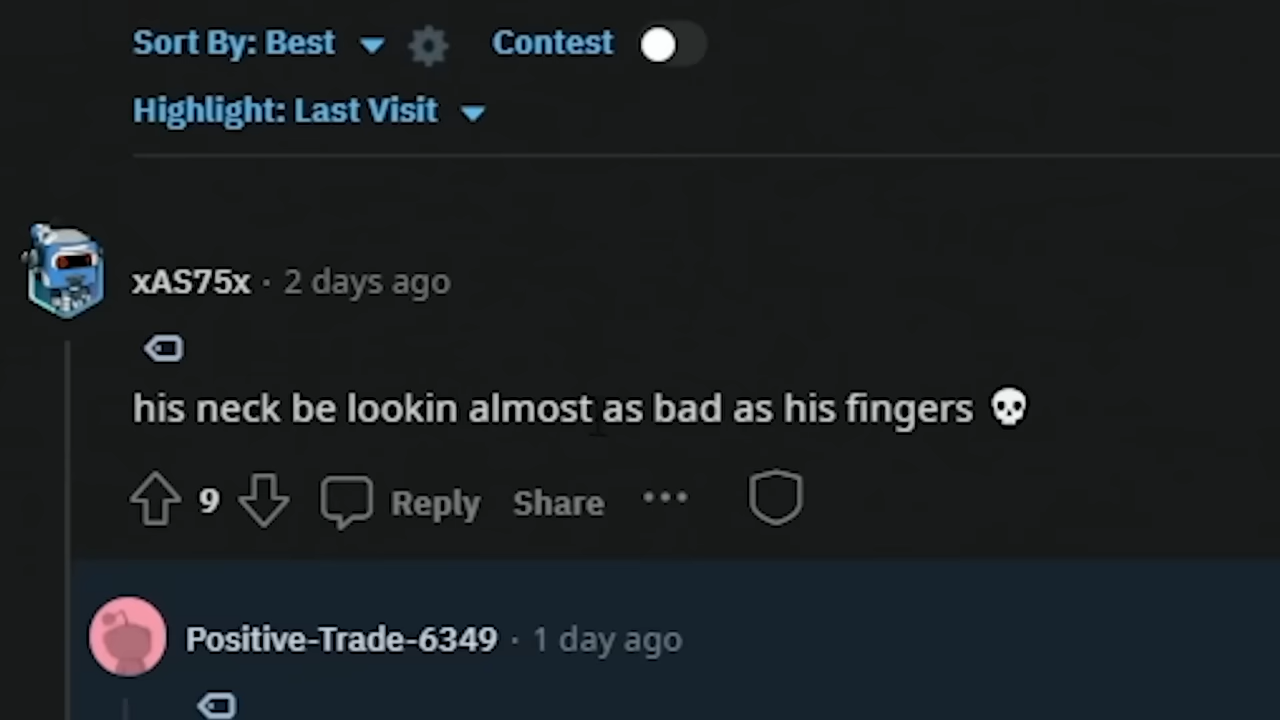 Sort By: Best Contest
Highlight: Last Visit
xAS75x · 2 days ago
his neck be lookin almost as bad as his fingers 💀
9 Reply Share ...
Positive-Trade-6349 · 1 day ago